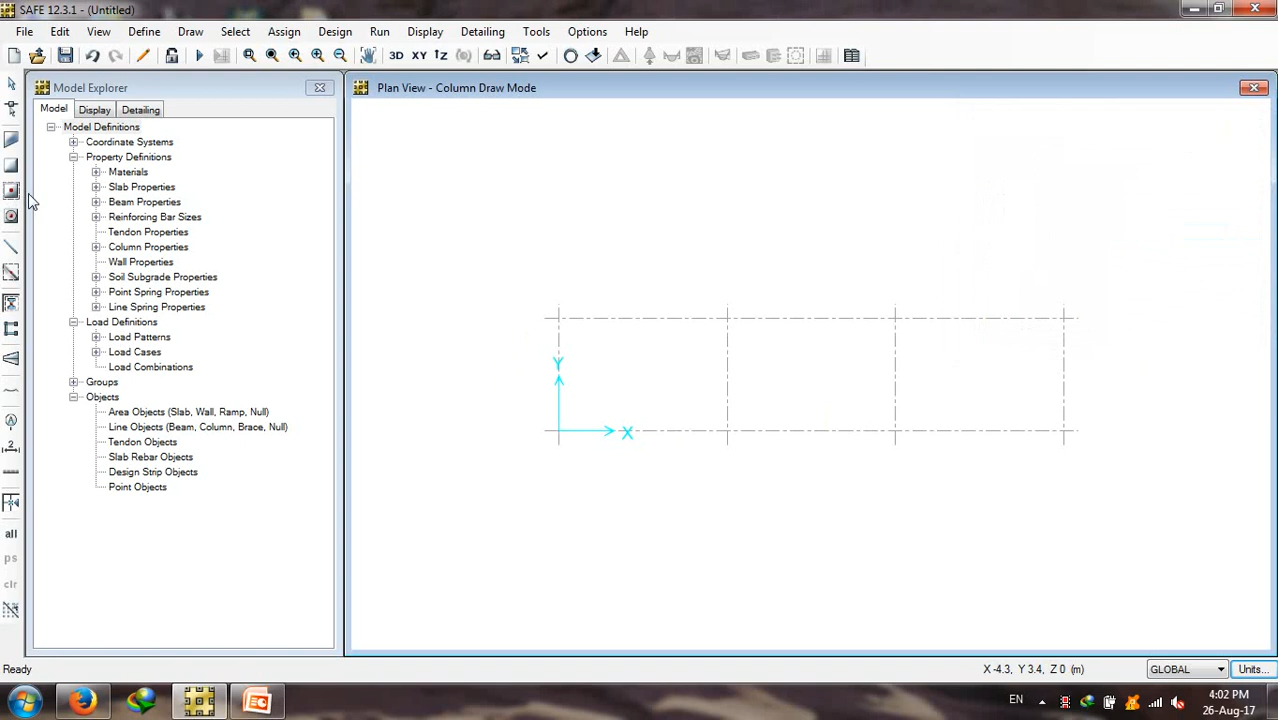 SAFE 12.3.1 - (Untitled)
File Edit View Define Draw Select Assign Design Run Display Detailing Tools Options Help
3D XY ↑Z
Model Explorer
Plan View - Column Draw Mode
Model Display Detailing
Model Definitions
Coordinate Systems
Property Definitions
Materials
Slab Properties
Beam Properties
Reinforcing Bar Sizes
Tendon Properties
Column Properties
Wall Properties
Soil Subgrade Properties
Point Spring Properties
Line Spring Properties
Load Definitions
Load Patterns
Load Cases
Load Combinations
Groups
Objects
Area Objects (Slab, Wall, Ramp, Null)
Line Objects (Beam, Column, Brace, Null)
Tendon Objects
Slab Rebar Objects
Design Strip Objects
Point Objects
Y
X
all
ps
clr
Ready
X -4.3, Y 3.4, Z 0 (m)
GLOBAL
Units...
EN
4:02 PM
26-Aug-17